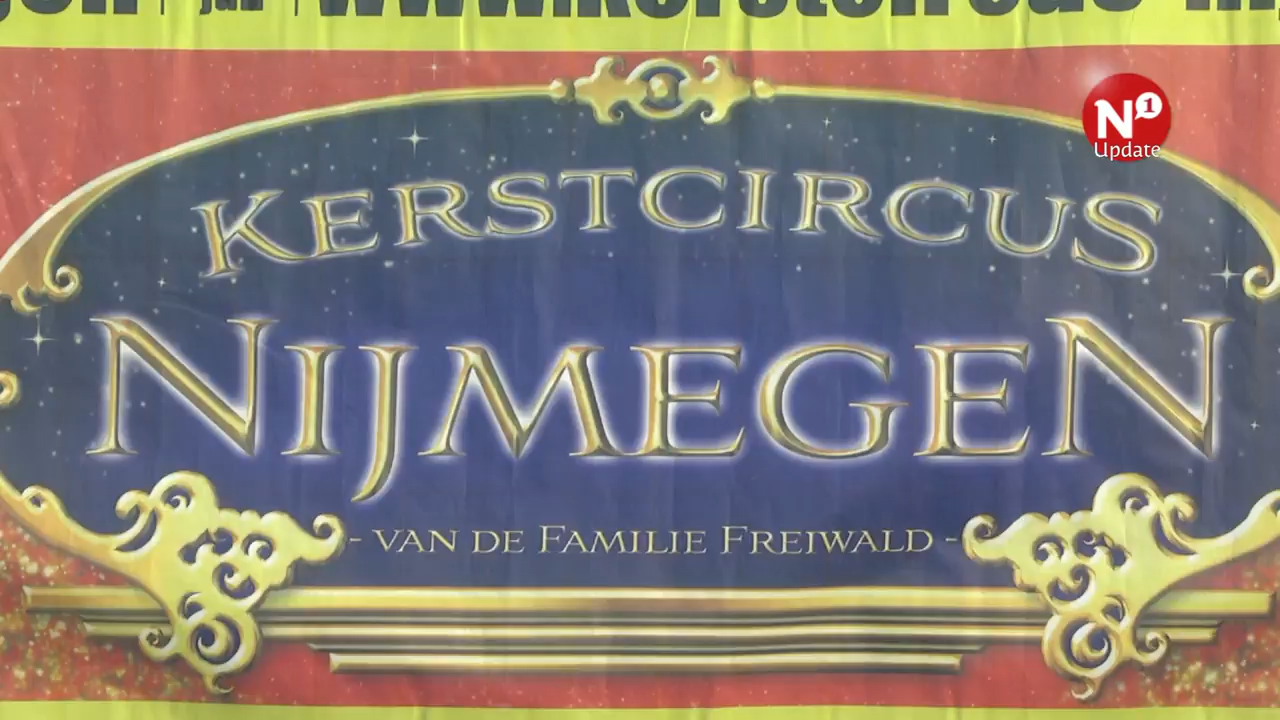 N1
Update
KERSTCIRCUS
NIJMEGEN
- VAN DE FAMILIE FREIWALD -